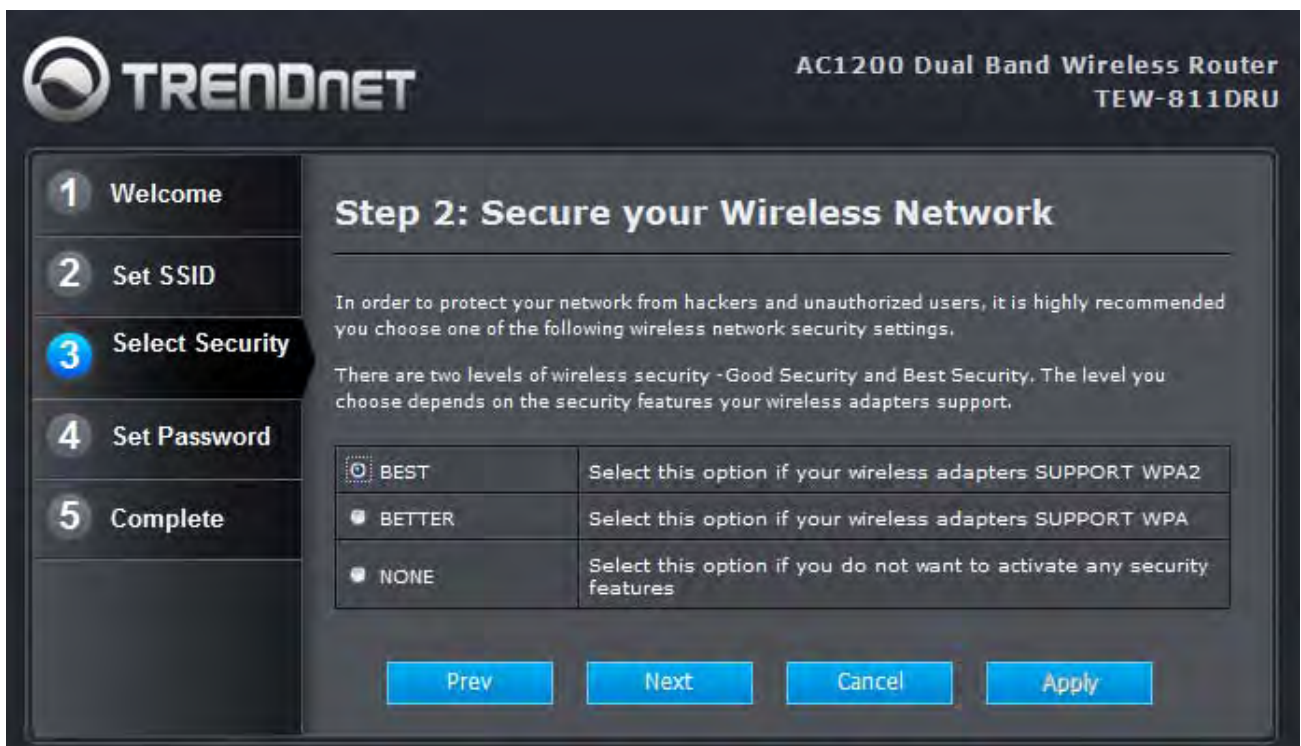 TRENDNET
AC1200 Dual Band Wireless Router
TEW-811DRU
1 Welcome
2 Set SSID
3 Select Security
4 Set Password
5 Complete
Step 2: Secure your Wireless Network
In order to protect your network from hackers and unauthorized users, it is highly recommended
you choose one of the following wireless network security settings.
There are two levels of wireless security -Good Security and Best Security. The level you
choose depends on the security features your wireless adapters support.
BEST Select this option if your wireless adapters SUPPORT WPA2
BETTER Select this option if your wireless adapters SUPPORT WPA
NONE Select this option if you do not want to activate any security
features
Prev Next Cancel Apply